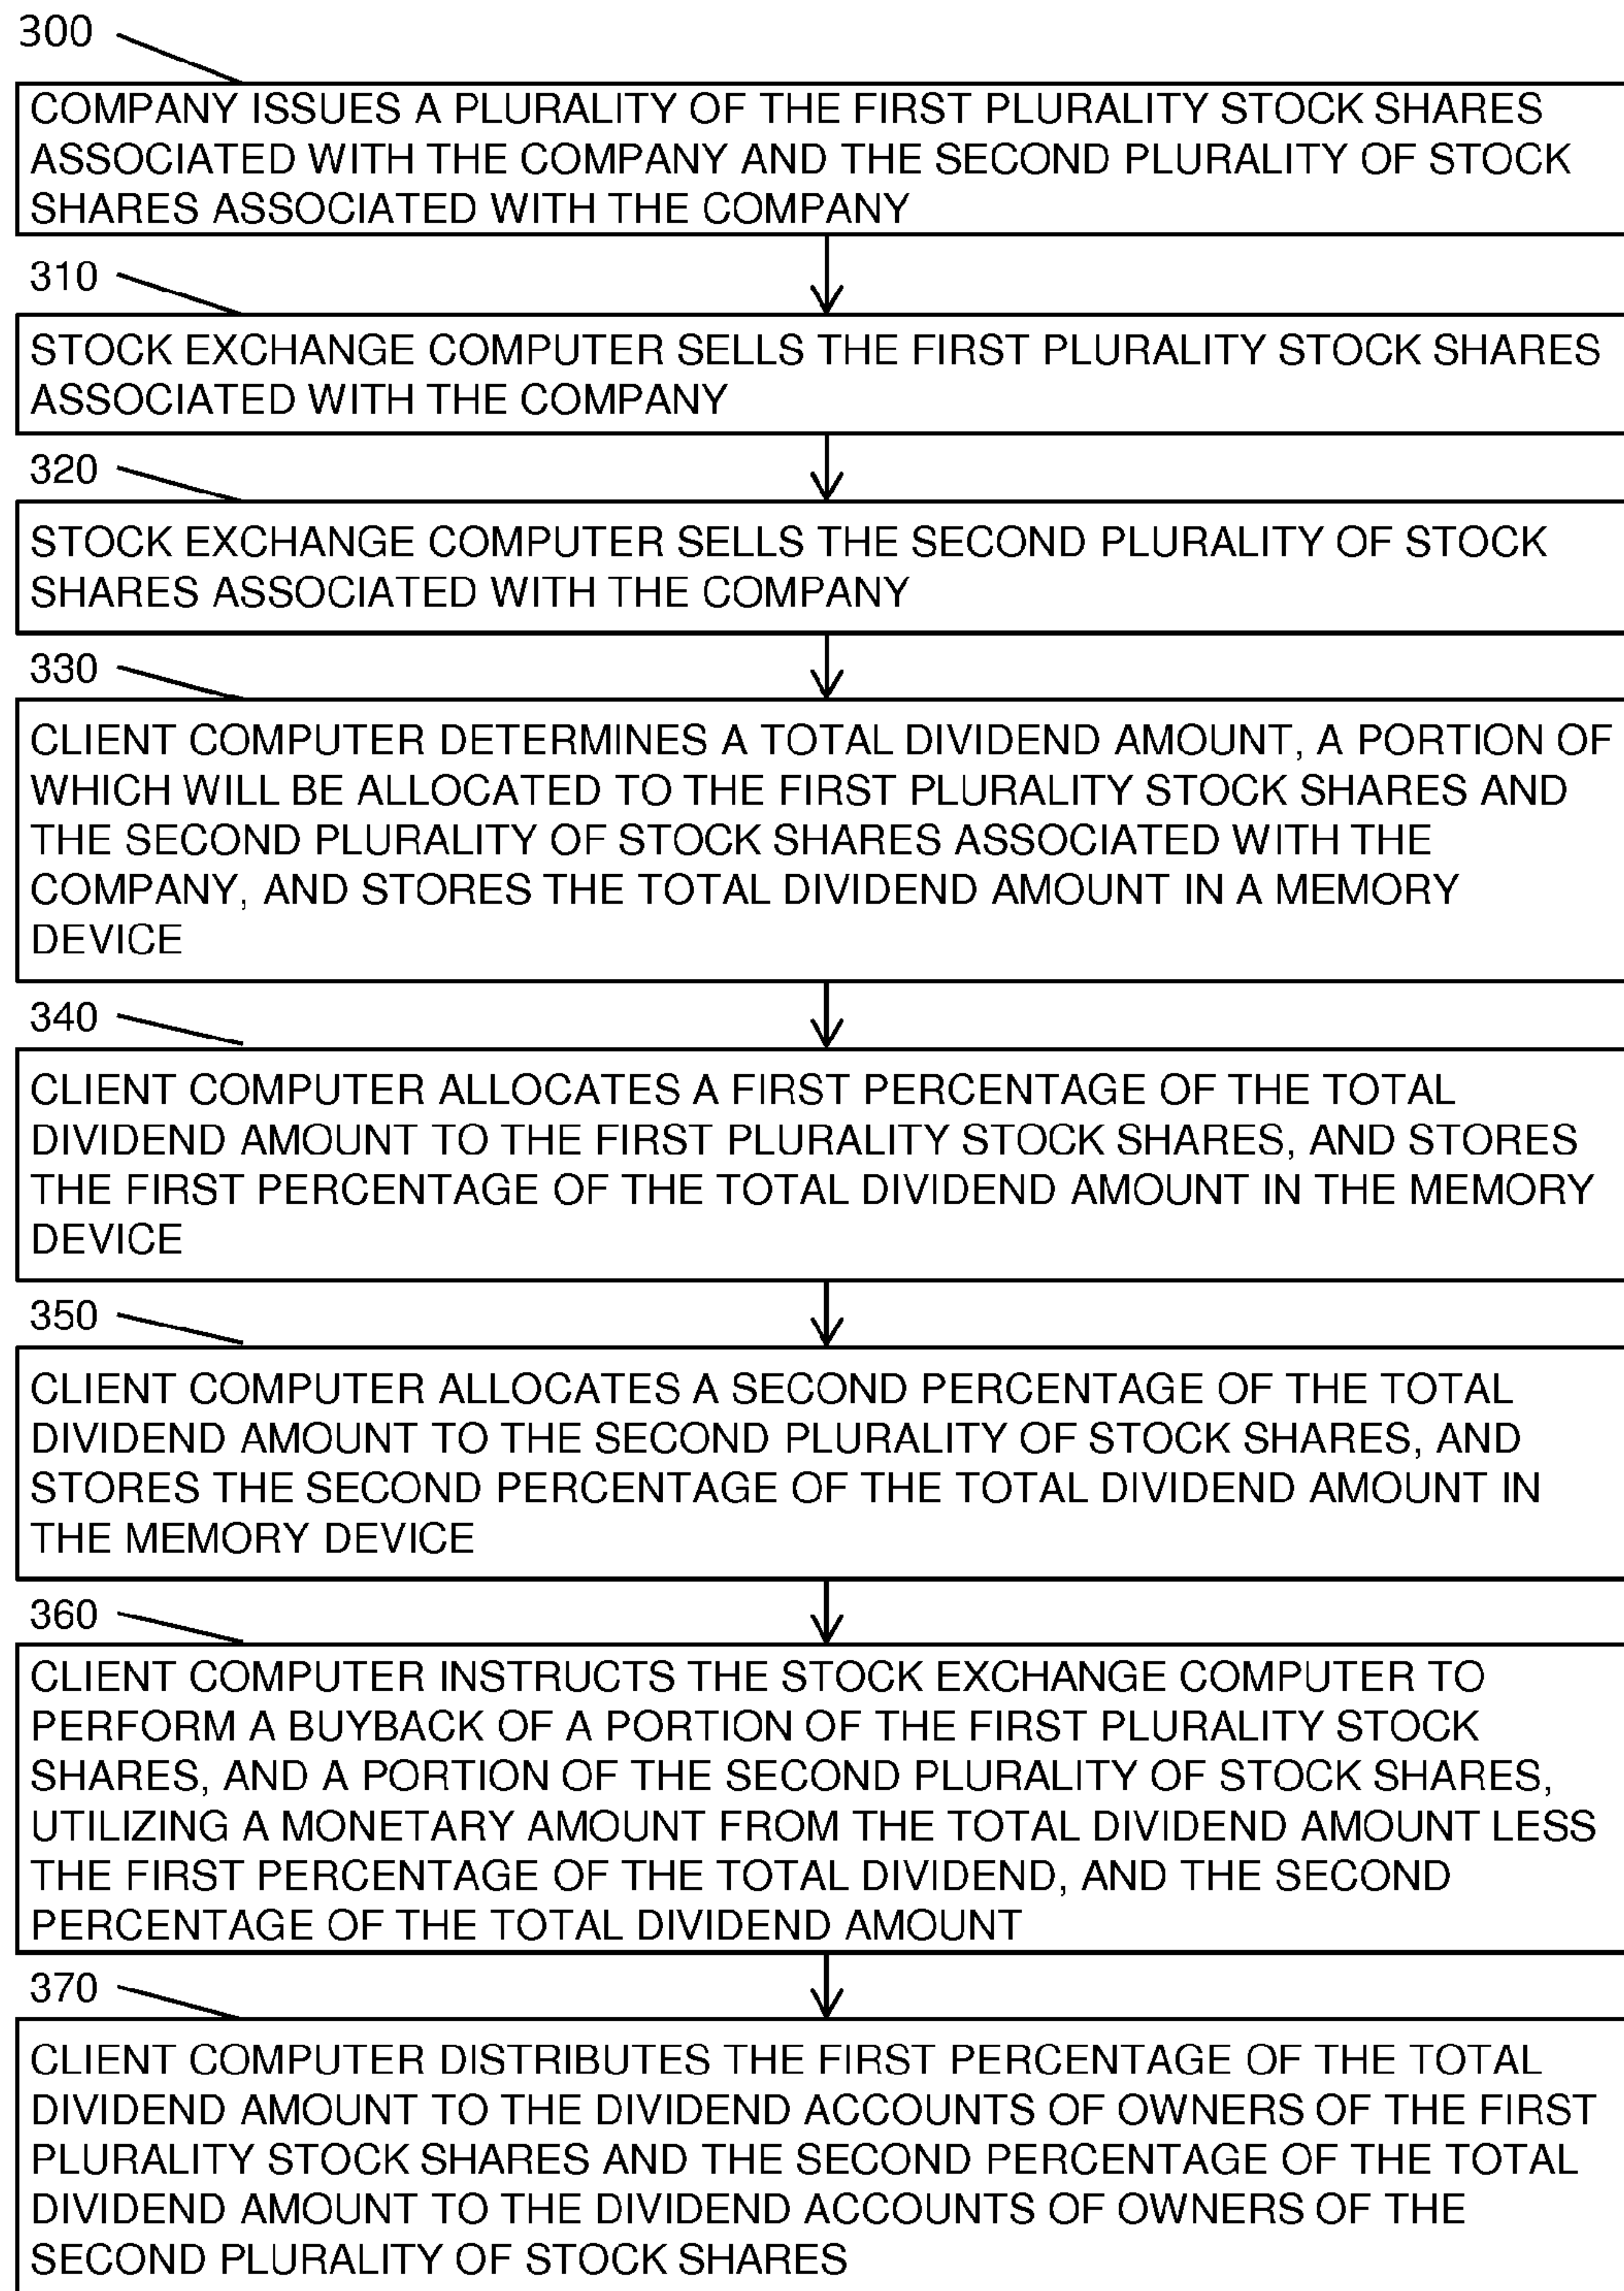 300
COMPANY ISSUES A PLURALITY OF THE FIRST PLURALITY STOCK SHARES
ASSOCIATED WITH THE COMPANY AND THE SECOND PLURALITY OF STOCK
SHARES ASSOCIATED WITH THE COMPANY
310
STOCK EXCHANGE COMPUTER SELLS THE FIRST PLURALITY STOCK SHARES
ASSOCIATED WITH THE COMPANY
320
STOCK EXCHANGE COMPUTER SELLS THE SECOND PLURALITY OF STOCK
SHARES ASSOCIATED WITH THE COMPANY
330
CLIENT COMPUTER DETERMINES A TOTAL DIVIDEND AMOUNT, A PORTION OF
WHICH WILL BE ALLOCATED TO THE FIRST PLURALITY STOCK SHARES AND
THE SECOND PLURALITY OF STOCK SHARES ASSOCIATED WITH THE
COMPANY, AND STORES THE TOTAL DIVIDEND AMOUNT IN A MEMORY
DEVICE
340
CLIENT COMPUTER ALLOCATES A FIRST PERCENTAGE OF THE TOTAL
DIVIDEND AMOUNT TO THE FIRST PLURALITY STOCK SHARES, AND STORES
THE FIRST PERCENTAGE OF THE TOTAL DIVIDEND AMOUNT IN THE MEMORY
DEVICE
350
CLIENT COMPUTER ALLOCATES A SECOND PERCENTAGE OF THE TOTAL
DIVIDEND AMOUNT TO THE SECOND PLURALITY OF STOCK SHARES, AND
STORES THE SECOND PERCENTAGE OF THE TOTAL DIVIDEND AMOUNT IN
THE MEMORY DEVICE
360
CLIENT COMPUTER INSTRUCTS THE STOCK EXCHANGE COMPUTER TO
PERFORM A BUYBACK OF A PORTION OF THE FIRST PLURALITY STOCK
SHARES, AND A PORTION OF THE SECOND PLURALITY OF STOCK SHARES,
UTILIZING A MONETARY AMOUNT FROM THE TOTAL DIVIDEND AMOUNT LESS
THE FIRST PERCENTAGE OF THE TOTAL DIVIDEND, AND THE SECOND
PERCENTAGE OF THE TOTAL DIVIDEND AMOUNT
370
CLIENT COMPUTER DISTRIBUTES THE FIRST PERCENTAGE OF THE TOTAL
DIVIDEND AMOUNT TO THE DIVIDEND ACCOUNTS OF OWNERS OF THE FIRST
PLURALITY STOCK SHARES AND THE SECOND PERCENTAGE OF THE TOTAL
DIVIDEND AMOUNT TO THE DIVIDEND ACCOUNTS OF OWNERS OF THE
SECOND PLURALITY OF STOCK SHARES